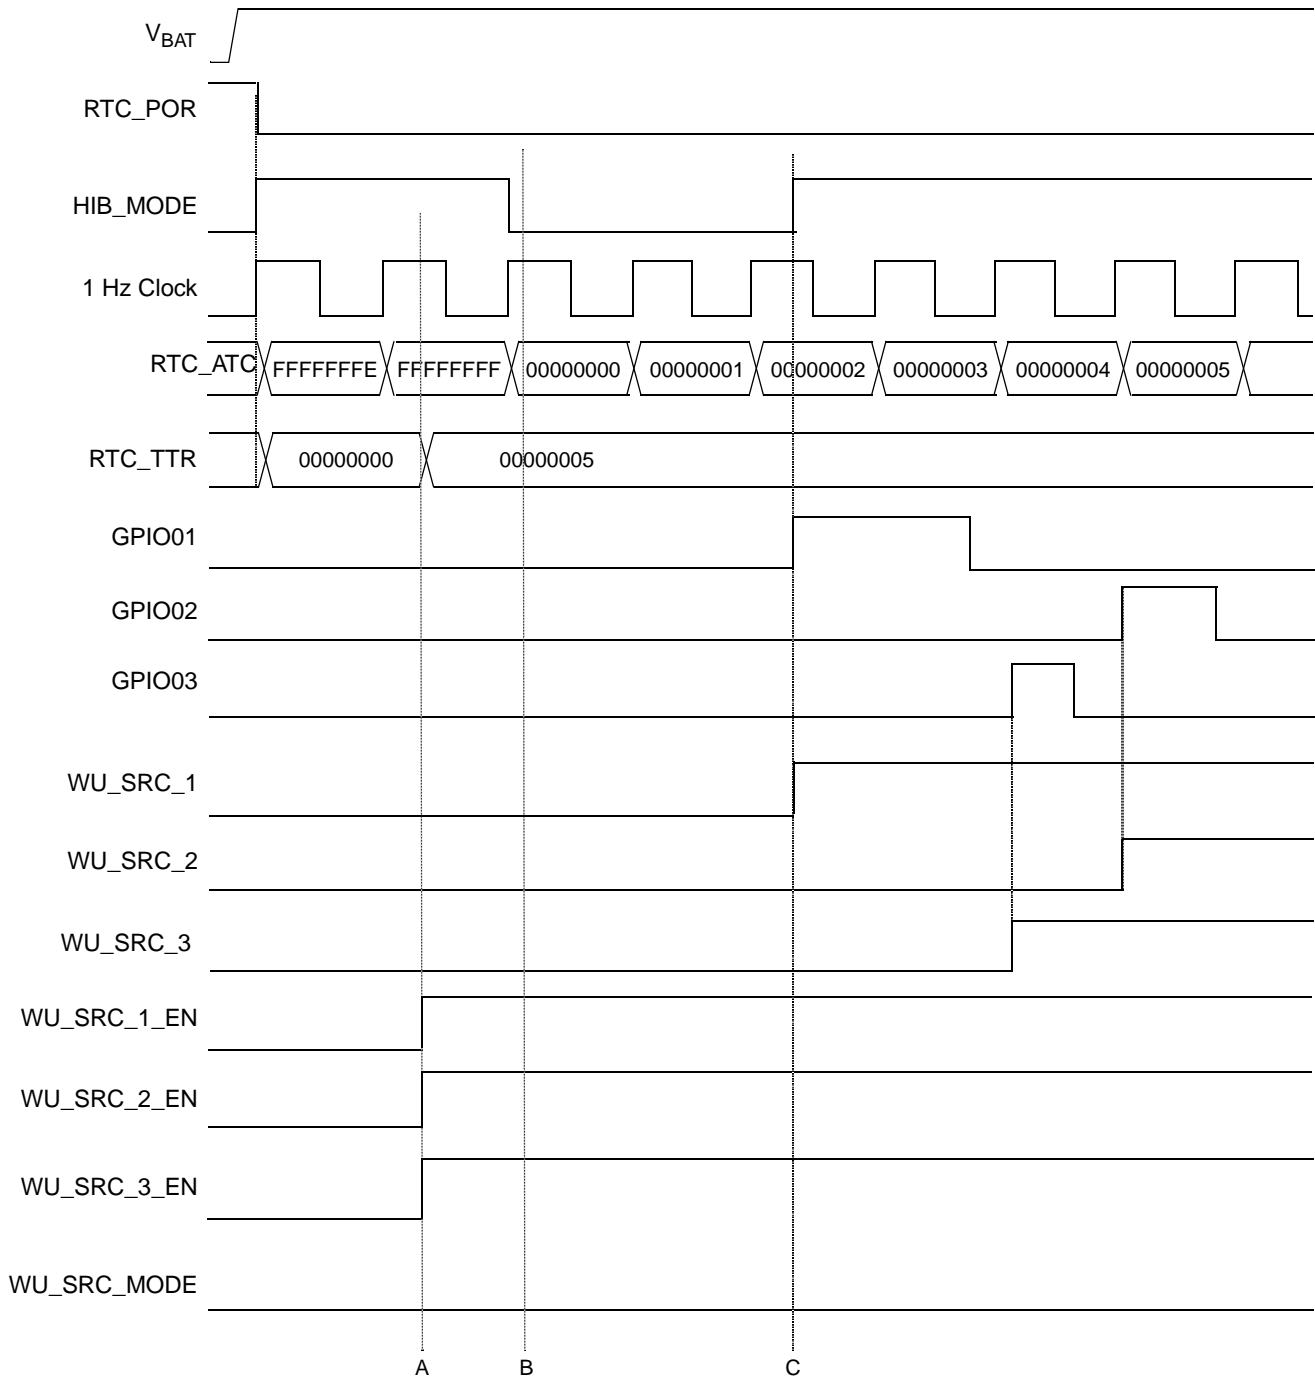 VBAT
RTC_POR
HIB_MODE
1 Hz Clock
RTC_ATC FFFFFFFE FFFFFFFF 00000000 00000001 00000002 00000003 00000004 00000005
RTC_TTR 00000000 00000005
GPIO01
GPIO02
GPIO03
WU_SRC_1
WU_SRC_2
WU_SRC_3
WU_SRC_1_EN
WU_SRC_2_EN
WU_SRC_3_EN
WU_SRC_MODE
A B C